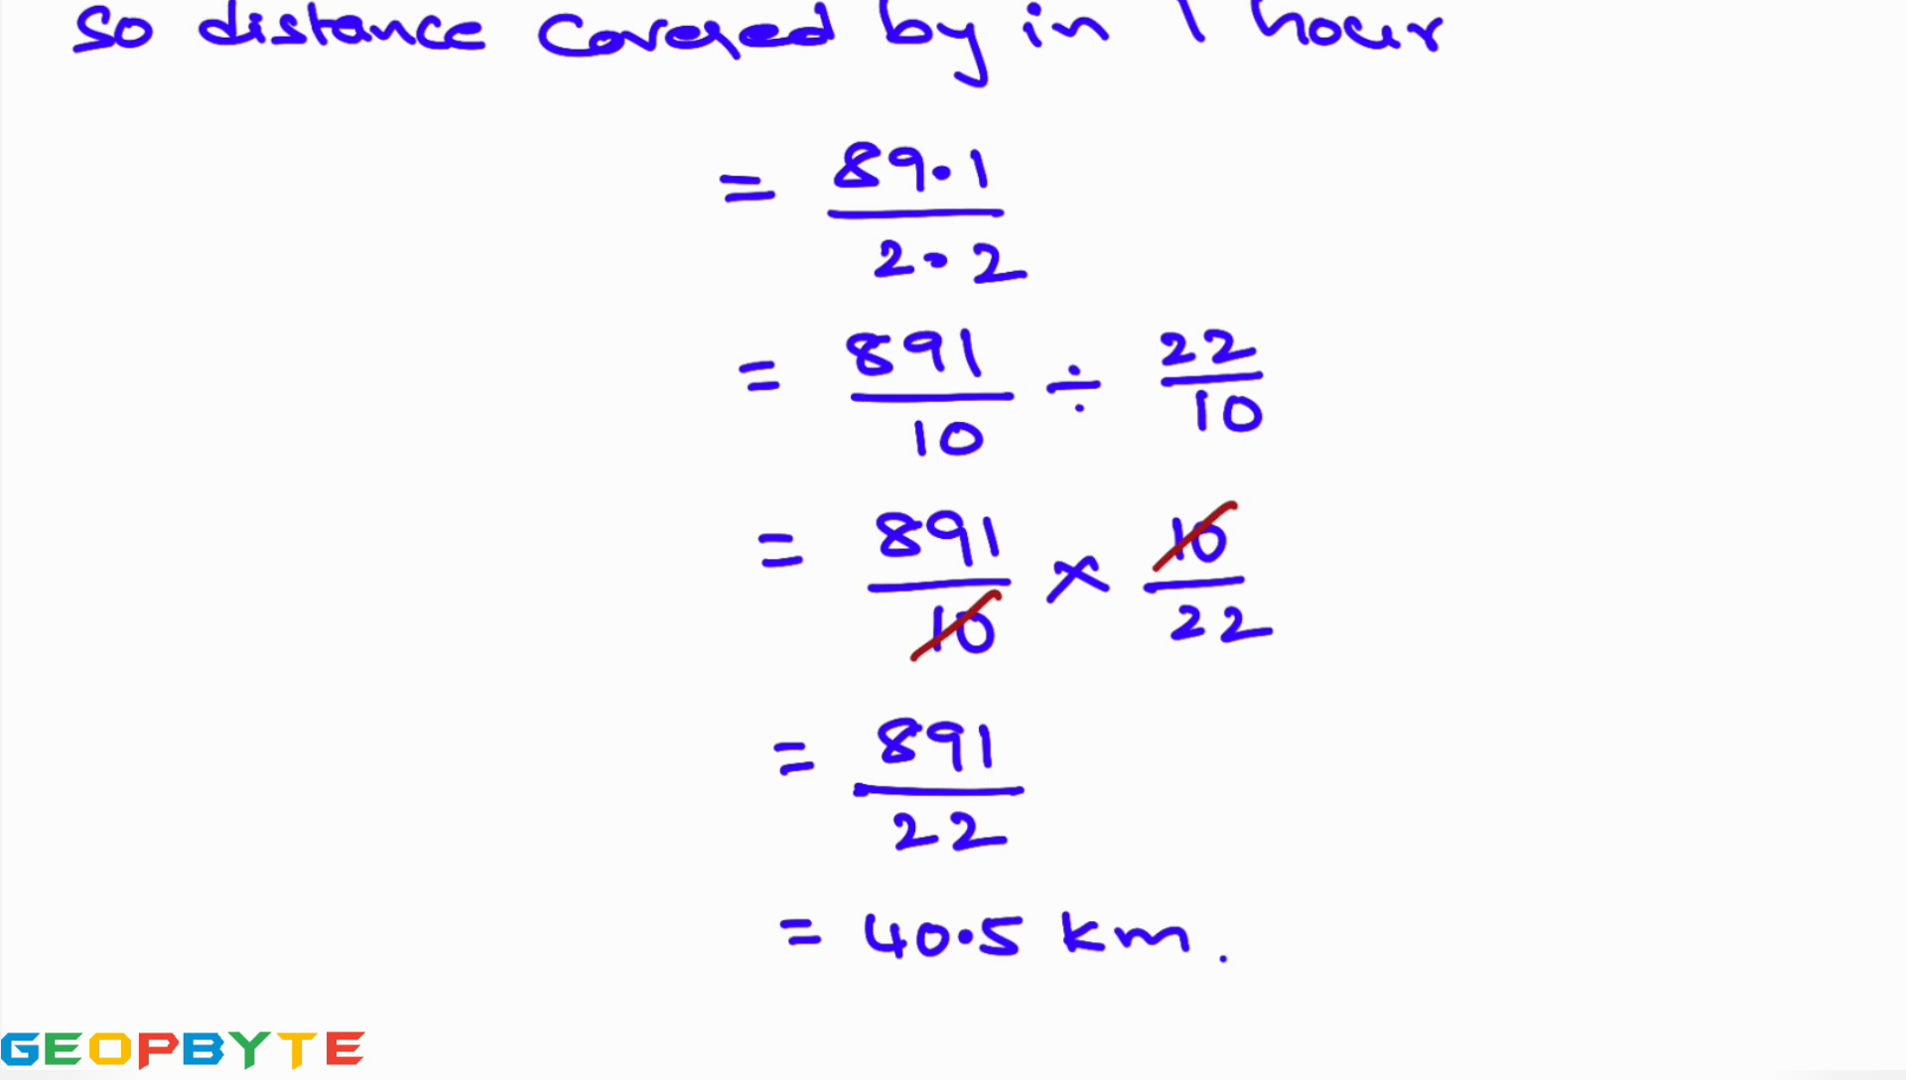 So distance covered by in 1 hour
= 89.1 / 2.2
= 891/10 ÷ 22/10
= 891/10 × 10/22
= 891/22
= 40.5 km.
GEOPBYTE